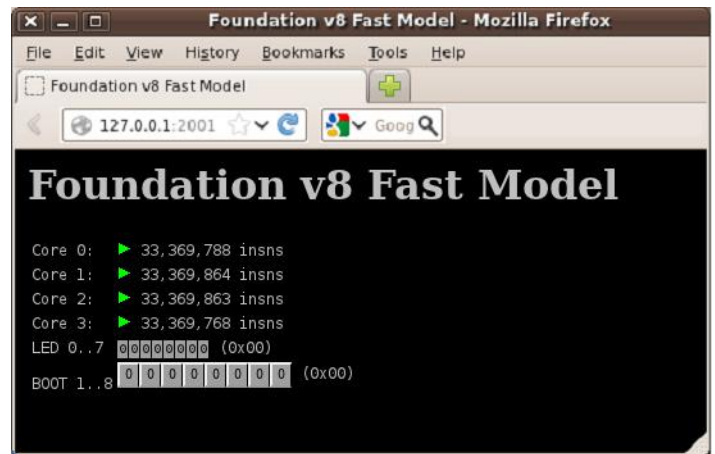 Foundation v8 Fast Model - Mozilla Firefox
File Edit View History Bookmarks Tools Help
Foundation v8 Fast Model
127.0.0.1:2001 Goog
Foundation v8 Fast Model
Core 0: 33,369,788 insns
Core 1: 33,369,864 insns
Core 2: 33,369,863 insns
Core 3: 33,369,768 insns
LED 0..7 00000000 (0x00)
BOOT 1..8 0 0 0 0 0 0 0 0 (0x00)